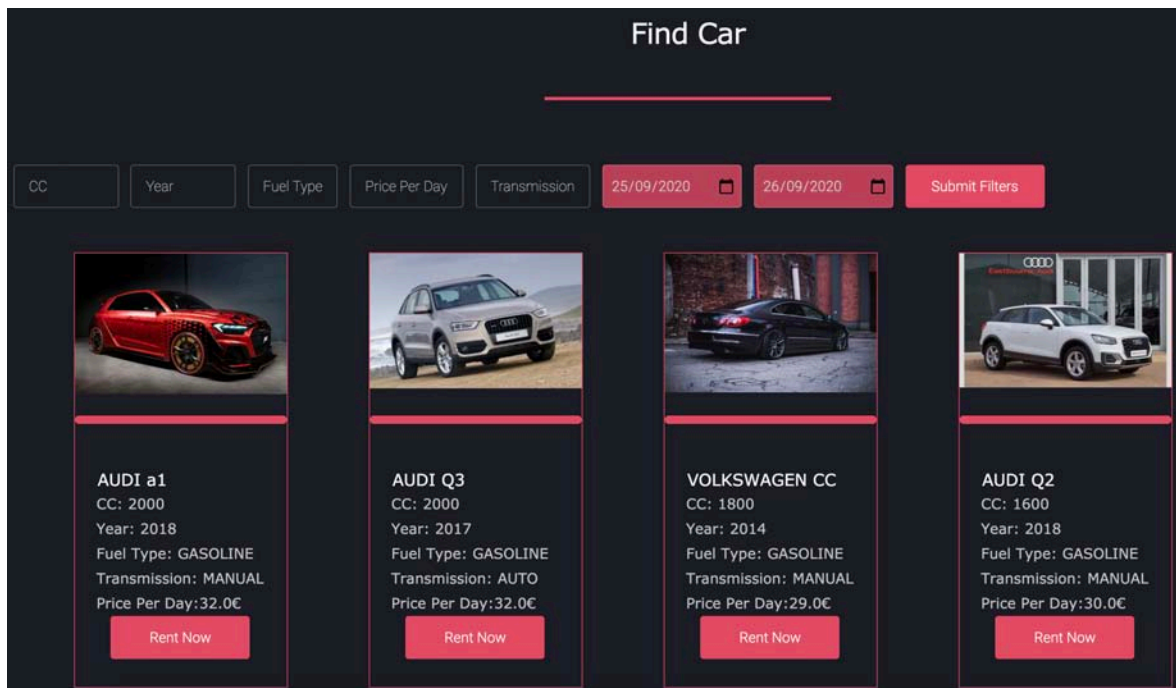 Find Car
CC
Year
Fuel Type
Price Per Day
Transmission
25/09/2020
26/09/2020
Submit Filters
AUDI a1
CC: 2000
Year: 2018
Fuel Type: GASOLINE
Transmission: MANUAL
Price Per Day:32.0€
Rent Now
AUDI Q3
CC: 2000
Year: 2017
Fuel Type: GASOLINE
Transmission: AUTO
Price Per Day:32.0€
Rent Now
VOLKSWAGEN CC
CC: 1800
Year: 2014
Fuel Type: GASOLINE
Transmission: MANUAL
Price Per Day:29.0€
Rent Now
AUDI Q2
CC: 1600
Year: 2018
Fuel Type: GASOLINE
Transmission: MANUAL
Price Per Day:30.0€
Rent Now